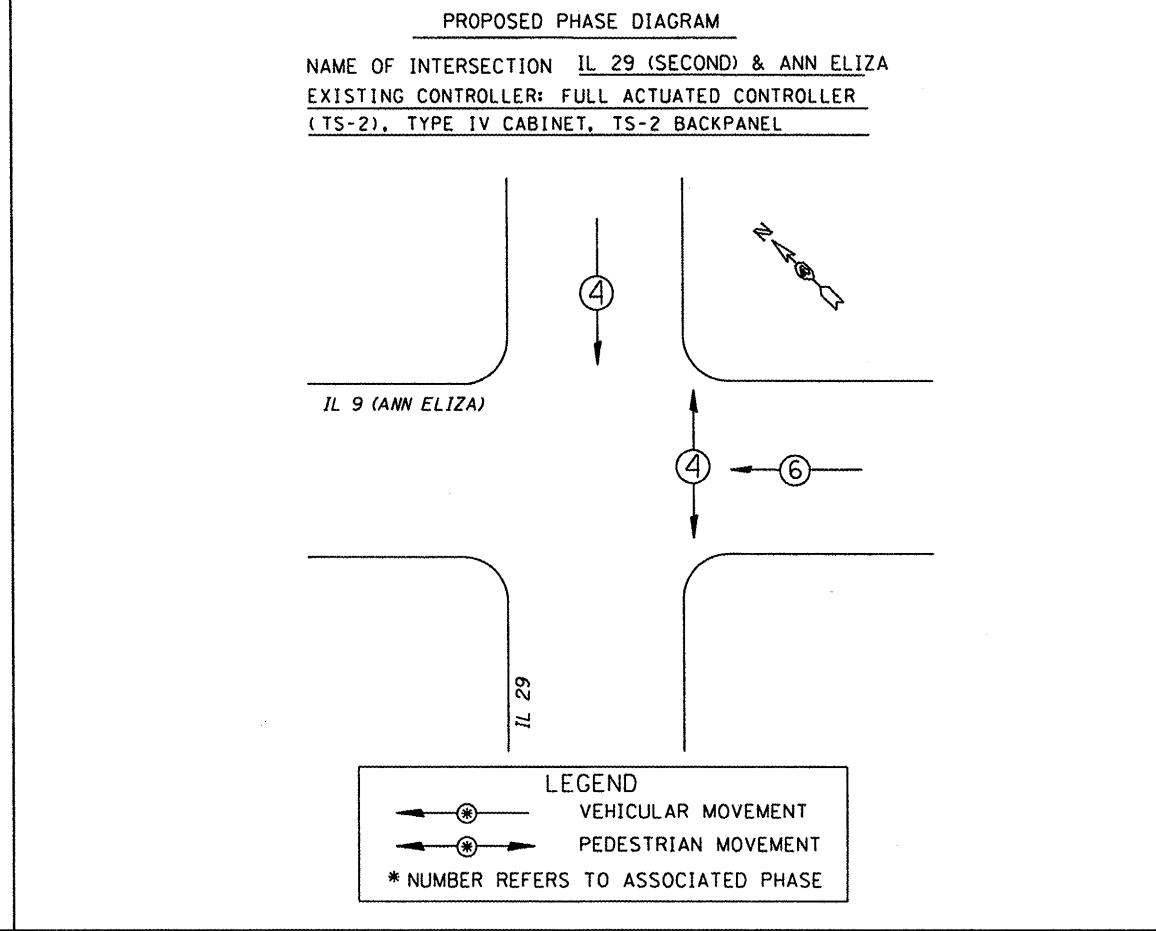 PROPOSED PHASE DIAGRAM
NAME OF INTERSECTION IL 29 (SECOND) & ANN ELIZA
EXISTING CONTROLLER: FULL ACTUATED CONTROLLER
(TS-2), TYPE IV CABINET, TS-2 BACKPANEL
N
4
IL 9 (ANN ELIZA)
4
6
IL 29
LEGEND
* VEHICULAR MOVEMENT
* PEDESTRIAN MOVEMENT
* NUMBER REFERS TO ASSOCIATED PHASE